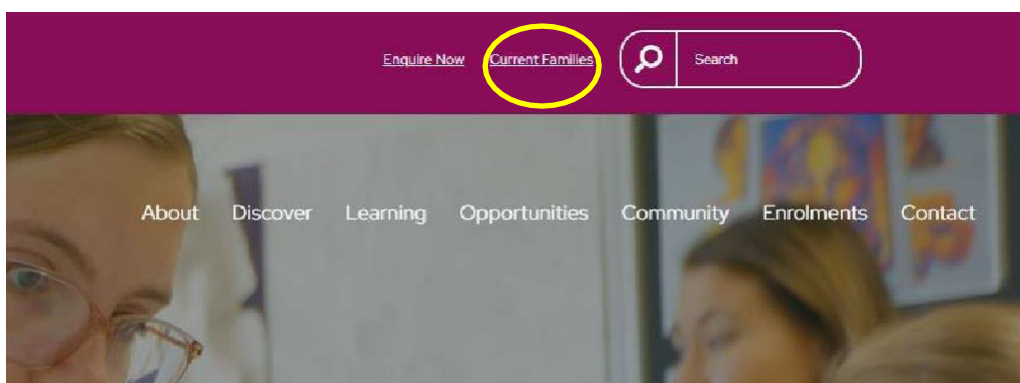 Enquire Now Current Families Search
About Discover Learning Opportunities Community Enrolments Contact